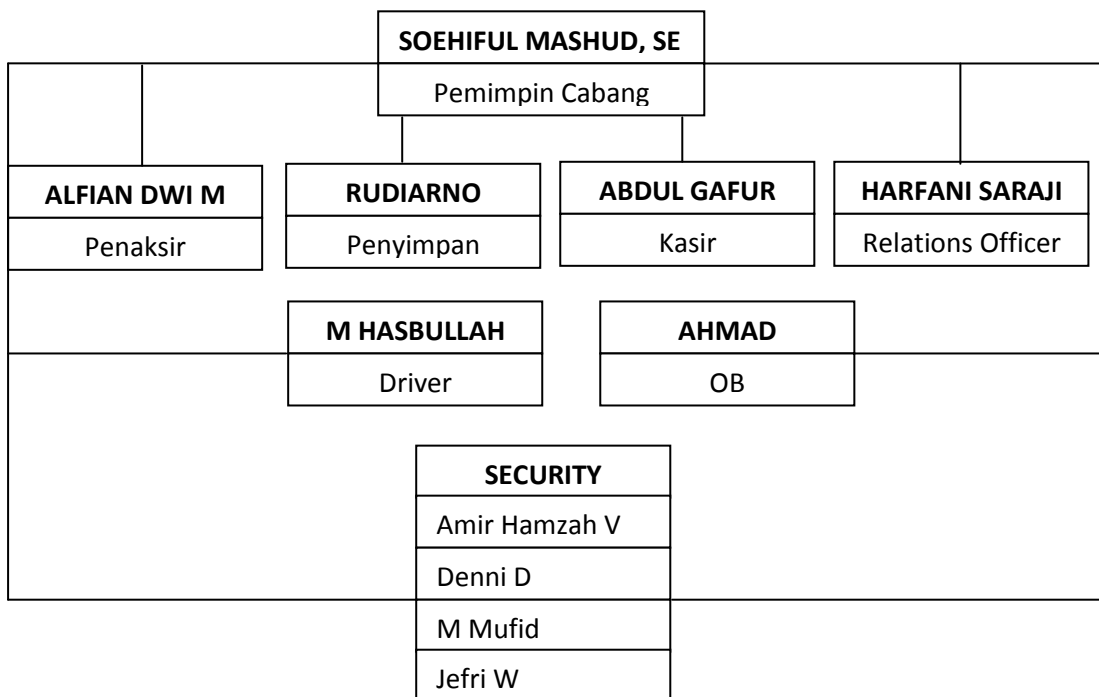 SOEHIFUL MASHUD, SE
Pemimpin Cabang
ALFIAN DWI M
Penaksir
RUDIARNO
Penyimpan
ABDUL GAFUR
Kasir
HARFANI SARAJI
Relations Officer
M HASBULLAH
Driver
AHMAD
OB
SECURITY
Amir Hamzah V
Denni D
M Mufid
Jefri W